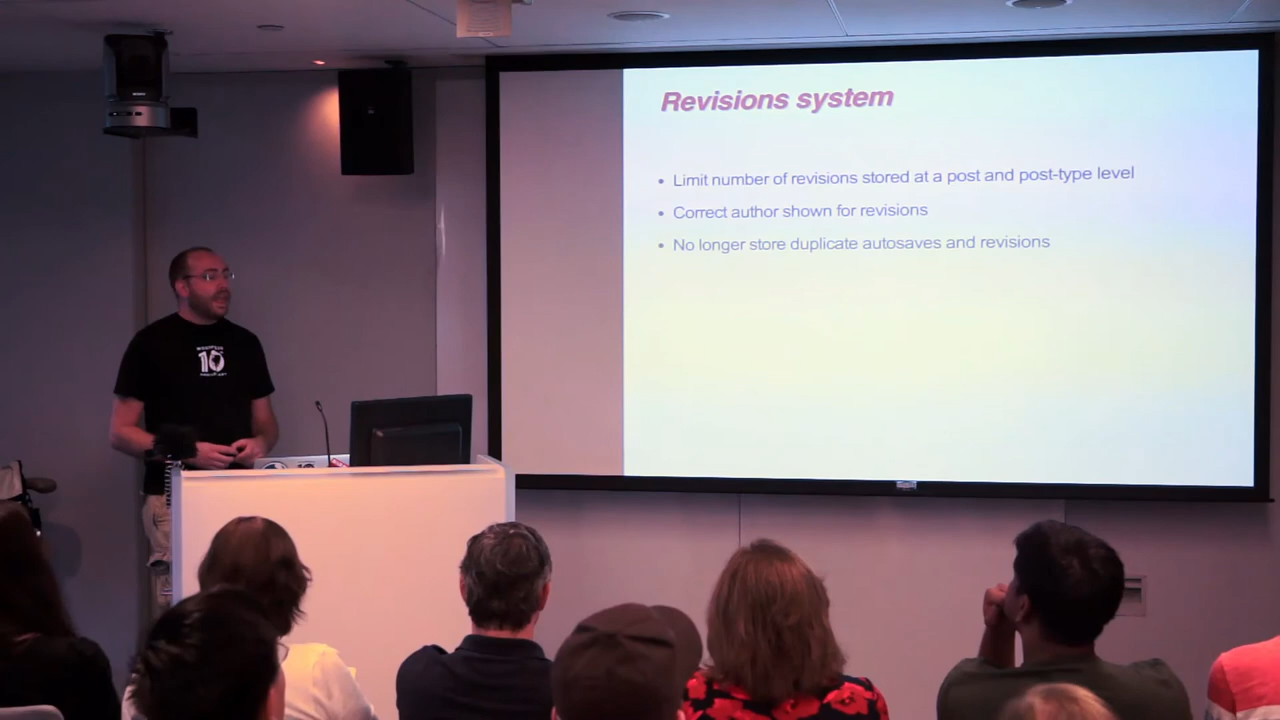 Revisions system
• Limit number of revisions stored at a post and post-type level
• Correct author shown for revisions
• No longer store duplicate autosaves and revisions
10